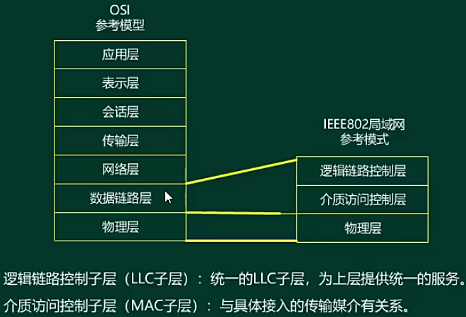 OSI
参考模型
应用层
表示层
会话层
传输层
网络层
数据链路层
物理层
IEEE802局域网
参考模式
逻辑链路控制层
介质访问控制层
物理层
逻辑链路控制子层（LLC子层）：统一的LLC子层，为上层提供统一的服务。
介质访问控制子层（MAC子层）：与具体接入的传输媒介有关系。